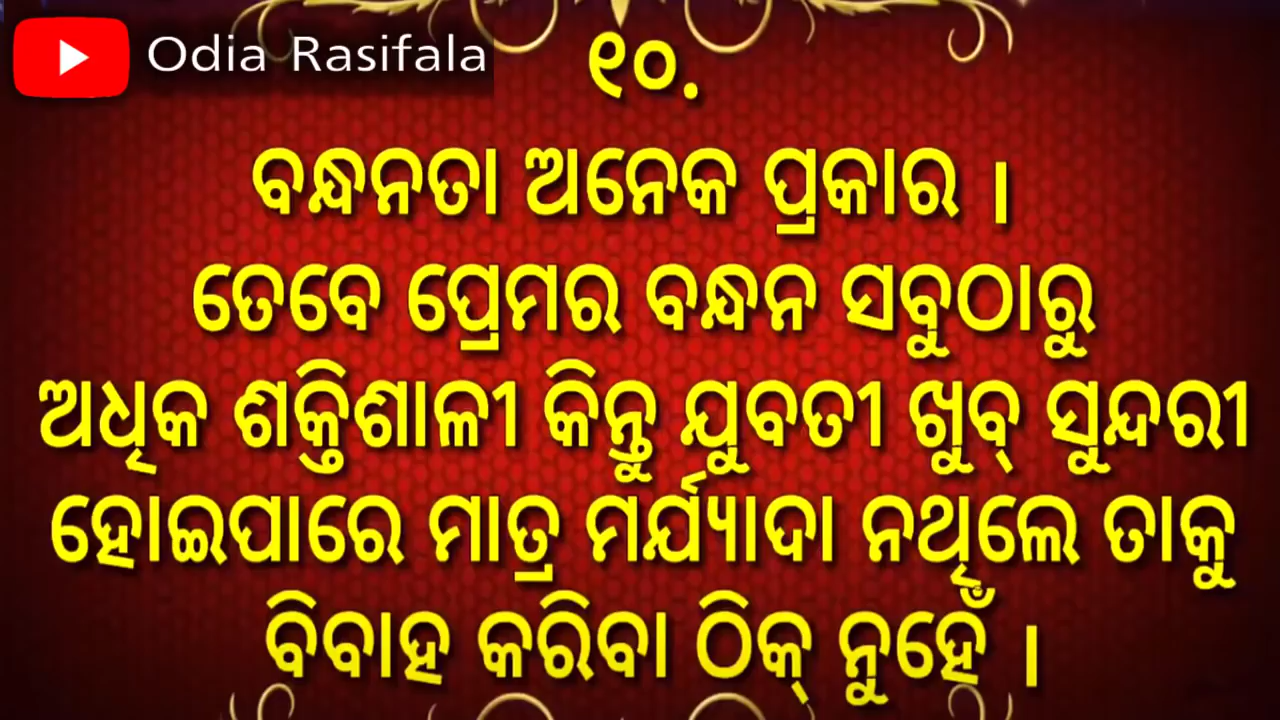 Odia Rasifala
୧୦.
ବନ୍ଧନତା ଅନେକ ପ୍ରକାର ।
ତେବେ ପ୍ରେମର ବନ୍ଧନ ସବୁଠାରୁ
ଅଧିକ ଶକ୍ତିଶାଳୀ କିନ୍ତୁ ଯୁବତୀ ଖୁବ୍ ସୁନ୍ଦରୀ
ହୋଇପାରେ ମାତ୍ର ମର୍ଯ୍ୟାଦା ନଥିଲେ ତାକୁ
ବିବାହ କରିବା ଠିକ୍ ନୁହେଁ ।